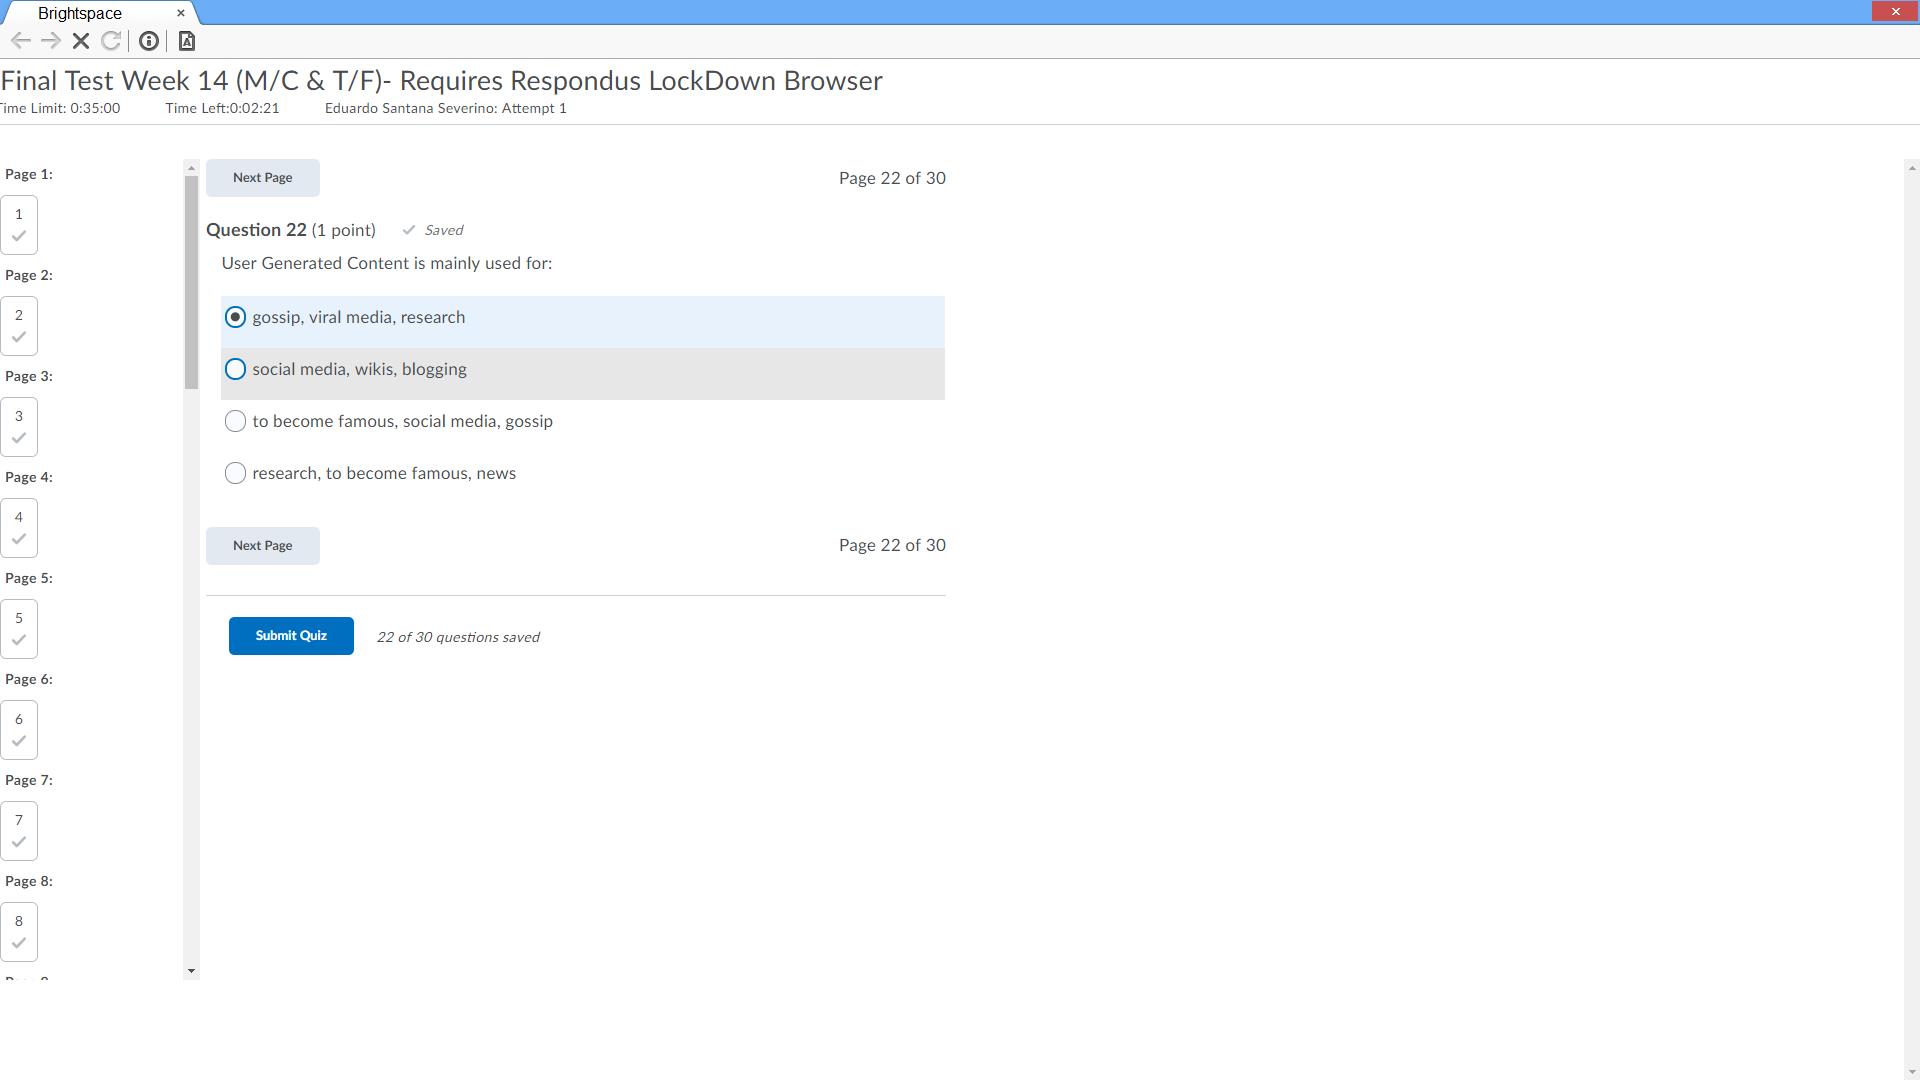 Brightspace
Final Test Week 14 (M/C & T/F)- Requires Respondus LockDown Browser
Time Limit: 0:35:00 Time Left:0:02:21 Eduardo Santana Severino: Attempt 1
Page 1:
1
Page 2:
2
Page 3:
3
Page 4:
4
Page 5:
5
Page 6:
6
Page 7:
7
Page 8:
8
Next Page Page 22 of 30
Question 22 (1 point) Saved
User Generated Content is mainly used for:
gossip, viral media, research
social media, wikis, blogging
to become famous, social media, gossip
research, to become famous, news
Next Page Page 22 of 30
Submit Quiz 22 of 30 questions saved